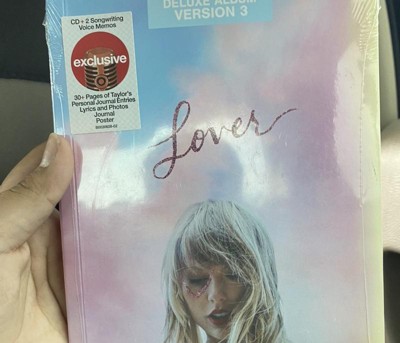 DELUXE ALBUM
VERSION 3
CD + 2 Songwriting
Voice Memos
exclusive
30+ Pages of Taylor's
Personal Journal Entries
Lyrics and Photos
Journal
Poster
Lover